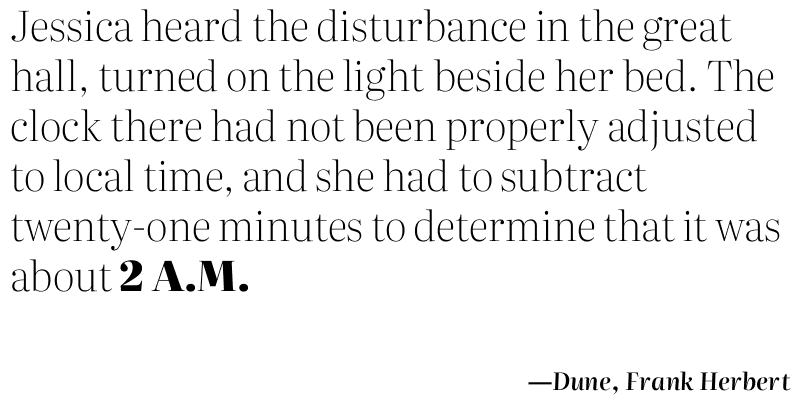 Jessica heard the disturbance in the great
hall, turned on the light beside her bed. The
clock there had not been properly adjusted
to local time, and she had to subtract
twenty-one minutes to determine that it was
about 2 A.M.
—Dune, Frank Herbert